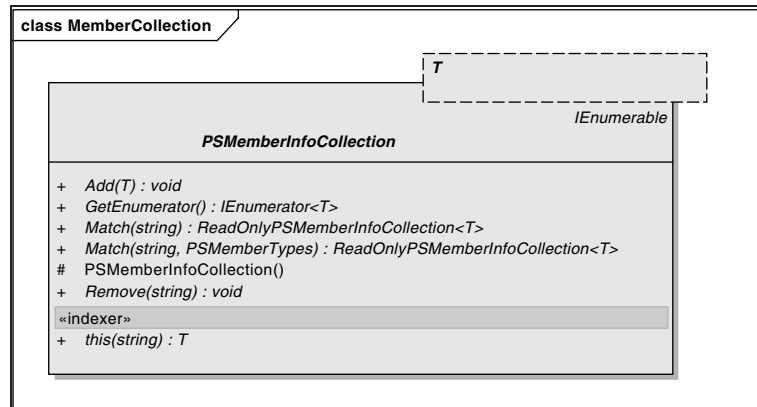 class MemberCollection
T
IEnumerable
PSMemberInfoCollection
+ Add(T) : void
+ GetEnumerator() : IEnumerator<T>
+ Match(string) : ReadOnlyPSMemberInfoCollection<T>
+ Match(string, PSMemberTypes) : ReadOnlyPSMemberInfoCollection<T>
# PSMemberInfoCollection()
+ Remove(string) : void
«indexer»
+ this(string) : T